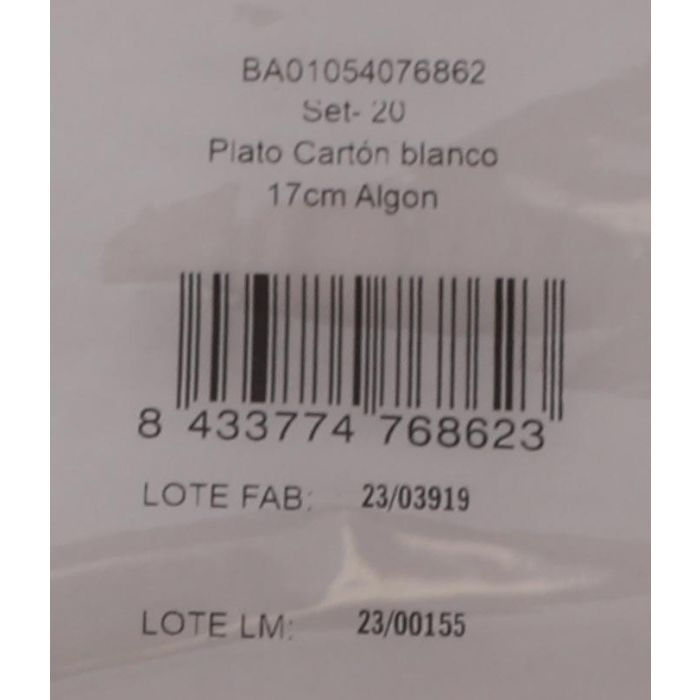 BA01054076862
Set- 20
Plato Cartón blanco
17cm Algon
8 433774 768623
LOTE FAB: 23/03919
LOTE LM: 23/00155